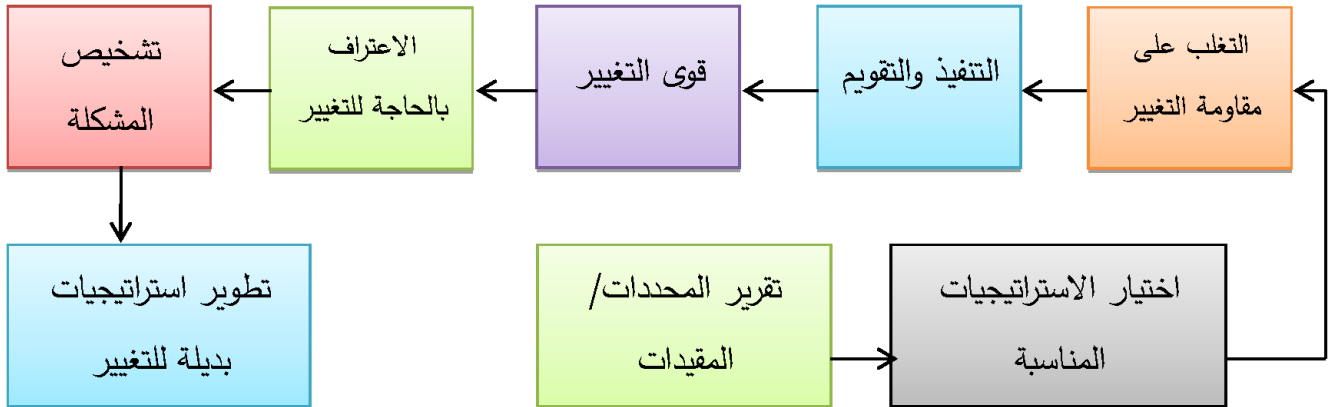 التغلب على
مقاومة التغيير
التنفيذ والتقويم
قوى التغيير
الاعتراف
بالحاجة للتغيير
تشخيص
المشكلة
اختيار الاستراتيجيات
المناسبة
تقرير المحددات/
المقيدات
تطوير استراتيجيات
بديلة للتغيير